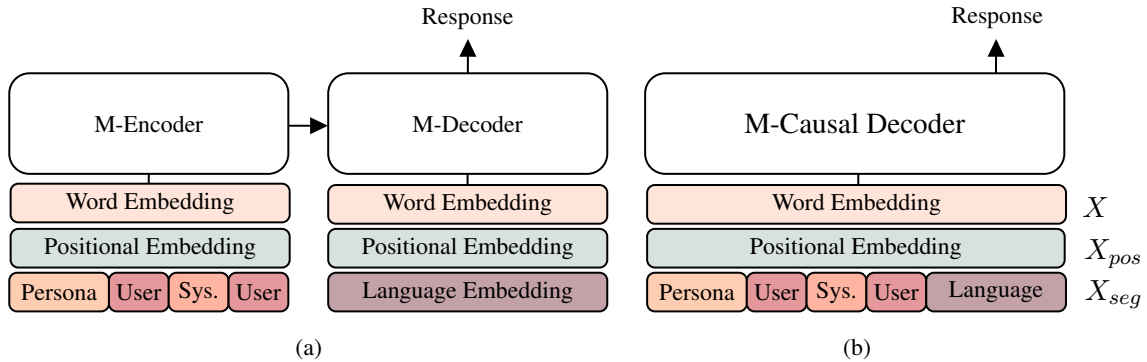 Response Response
M-Encoder M-Decoder M-Causal Decoder
Word Embedding Word Embedding Word Embedding X
Positional Embedding Positional Embedding Positional Embedding X_pos
Persona User Sys. User Language Embedding Persona User Sys. User Language X_seg
(a) (b)